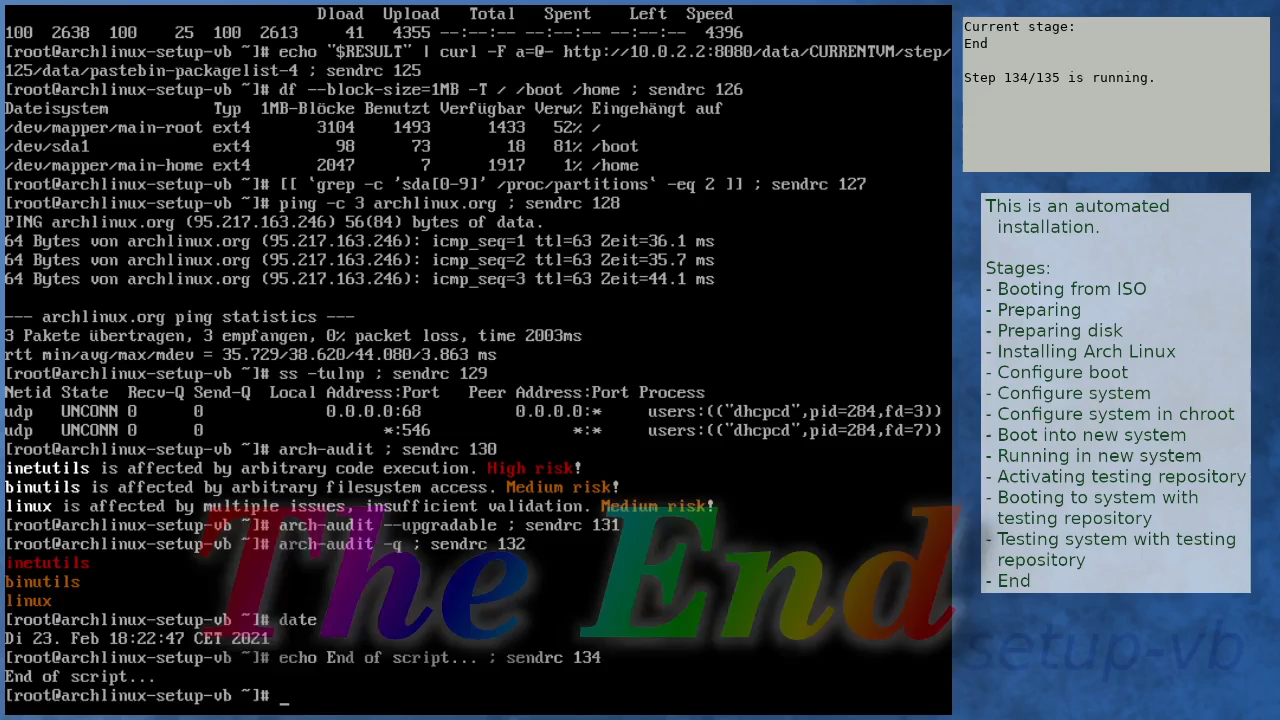 Dload  Upload   Total   Spent    Left  Speed
100  2638  100    25  100  2613     41   4355 --:--:-- --:--:-- --:--:--  4396
[root@archlinux-setup-vb ~]# echo "$RESULT" | curl -F a=@- http://10.0.2.2:8080/data/CURRENTVM/step/
125/data/pastebin-packagelist-4 ; sendrc 125
[root@archlinux-setup-vb ~]# df --block-size=1MB -T / /boot /home ; sendrc 126
Dateisystem           Typ  1MB-Blöcke Benutzt Verfügbar Verw% Eingehängt auf
/dev/mapper/main-root ext4       3104    1493      1433   52% /
/dev/sda1             ext4         98      73        18   81% /boot
/dev/mapper/main-home ext4       2047       7      1917    1% /home
[root@archlinux-setup-vb ~]# [[ `grep -c 'sda[0-9]' /proc/partitions` -eq 2 ]] ; sendrc 127
[root@archlinux-setup-vb ~]# ping -c 3 archlinux.org ; sendrc 128
PING archlinux.org (95.217.163.246) 56(84) bytes of data.
64 Bytes von archlinux.org (95.217.163.246): icmp_seq=1 ttl=63 Zeit=36.1 ms
64 Bytes von archlinux.org (95.217.163.246): icmp_seq=2 ttl=63 Zeit=35.7 ms
64 Bytes von archlinux.org (95.217.163.246): icmp_seq=3 ttl=63 Zeit=44.1 ms
--- archlinux.org ping statistics ---
3 Pakete übertragen, 3 empfangen, 0% packet loss, time 2003ms
rtt min/avg/max/mdev = 35.729/38.620/44.080/3.863 ms
[root@archlinux-setup-vb ~]# ss -tulnp ; sendrc 129
Netid State  Recv-Q Send-Q  Local Address:Port   Peer Address:Port Process
udp   UNCONN 0      0             0.0.0.0:68          0.0.0.0:*     users:(("dhcpcd",pid=284,fd=3))
udp   UNCONN 0      0                   *:546               *:*     users:(("dhcpcd",pid=284,fd=7))
[root@archlinux-setup-vb ~]# arch-audit ; sendrc 130
inetutils is affected by arbitrary code execution. High risk!
binutils is affected by arbitrary filesystem access. Medium risk!
linux is affected by multiple issues, insufficient validation. Medium risk!
[root@archlinux-setup-vb ~]# arch-audit --upgradable ; sendrc 131
[root@archlinux-setup-vb ~]# arch-audit -q ; sendrc 132
inetutils
binutils
linux
[root@archlinux-setup-vb ~]# date
Di 23. Feb 18:22:47 CET 2021
[root@archlinux-setup-vb ~]# echo End of script... ; sendrc 134
End of script...
[root@archlinux-setup-vb ~]# _
The End
Current stage:
End
Step 134/135 is running.
This is an automated
installation.
Stages:
- Booting from ISO
- Preparing
- Preparing disk
- Installing Arch Linux
- Configure boot
- Configure system
- Configure system in chroot
- Boot into new system
- Running in new system
- Activating testing repository
- Booting to system with
testing repository
- Testing system with testing
repository
- End
setup-vb